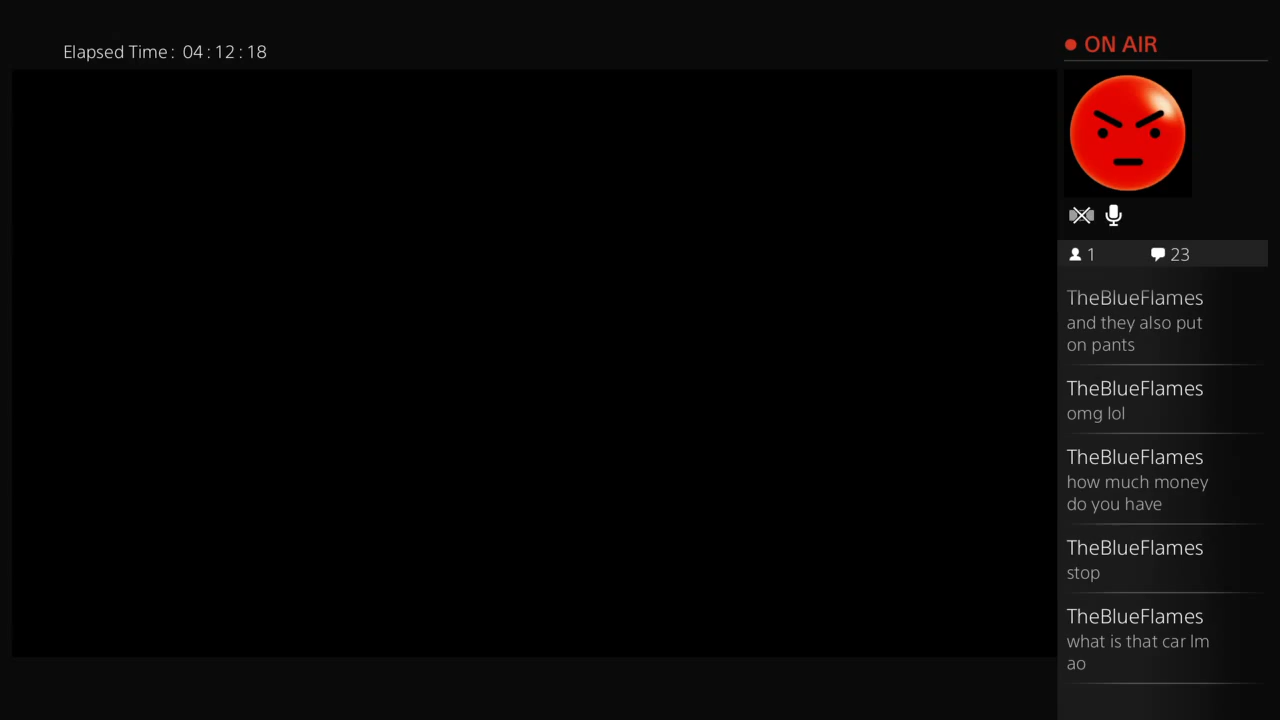 Elapsed Time: 04:12:18
ON AIR
1 23
TheBlueFlames
and they also put
on pants
TheBlueFlames
omg lol
TheBlueFlames
how much money
do you have
TheBlueFlames
stop
TheBlueFlames
what is that car lm
ao